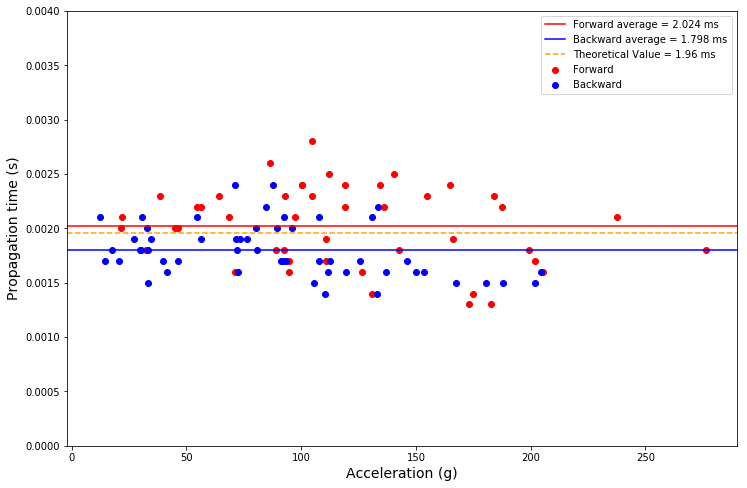 0.0040
0.0035
0.0030
0.0025
0.0020
0.0015
0.0010
0.0005
0.0000
Propagation time (s)
Forward average = 2.024 ms
Backward average = 1.798 ms
Theoretical Value = 1.96 ms
Forward
Backward
0 50 100 150 200 250
Acceleration (g)